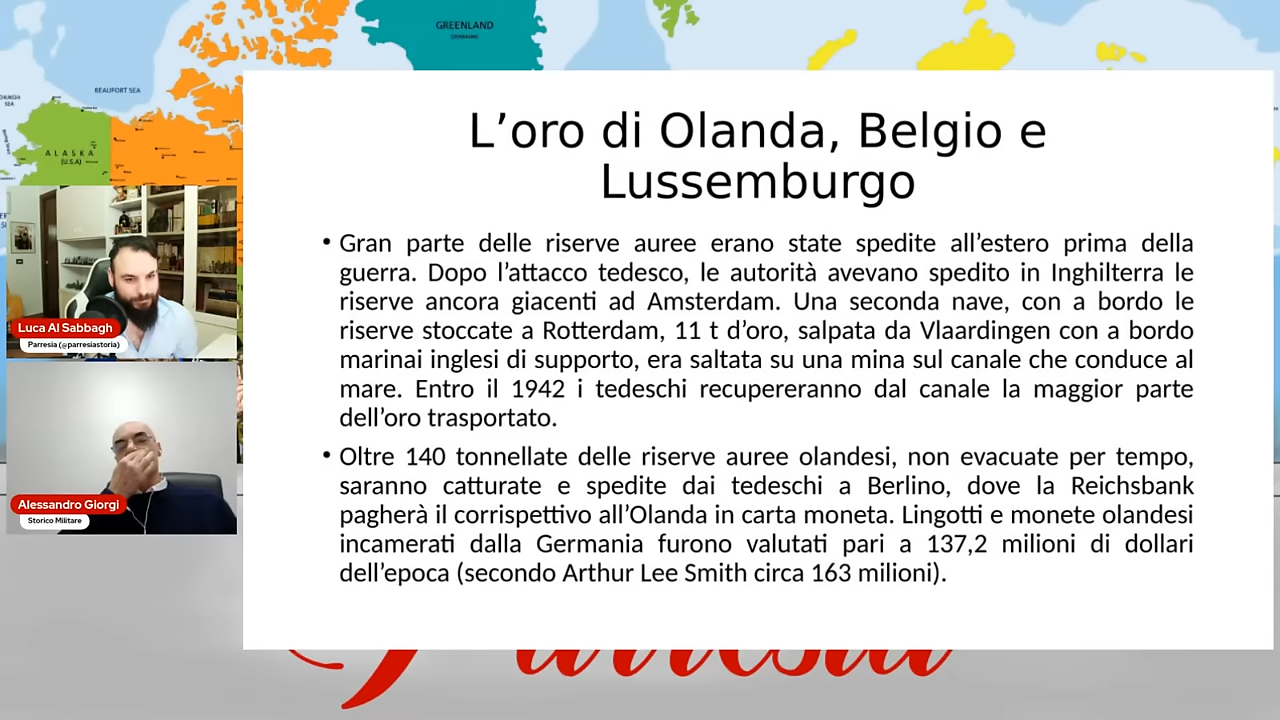 GREENLAND
(DENMARK)
BEAUFORT SEA
ALASKA
(U.S.A)
L’oro di Olanda, Belgio e
Lussemburgo
• Gran parte delle riserve auree erano state spedite all’estero prima della
guerra. Dopo l’attacco tedesco, le autorità avevano spedito in Inghilterra le
riserve ancora giacenti ad Amsterdam. Una seconda nave, con a bordo le
riserve stoccate a Rotterdam, 11 t d’oro, salpata da Vlaardingen con a bordo
marinai inglesi di supporto, era saltata su una mina sul canale che conduce al
mare. Entro il 1942 i tedeschi recupereranno dal canale la maggior parte
dell’oro trasportato.
• Oltre 140 tonnellate delle riserve auree olandesi, non evacuate per tempo,
saranno catturate e spedite dai tedeschi a Berlino, dove la Reichsbank
pagherà il corrispettivo all’Olanda in carta moneta. Lingotti e monete olandesi
incamerati dalla Germania furono valutati pari a 137,2 milioni di dollari
dell’epoca (secondo Arthur Lee Smith circa 163 milioni).
Luca Al Sabbagh
Parresia (@parresiastoria)
Alessandro Giorgi
Storico Militare
Parresia